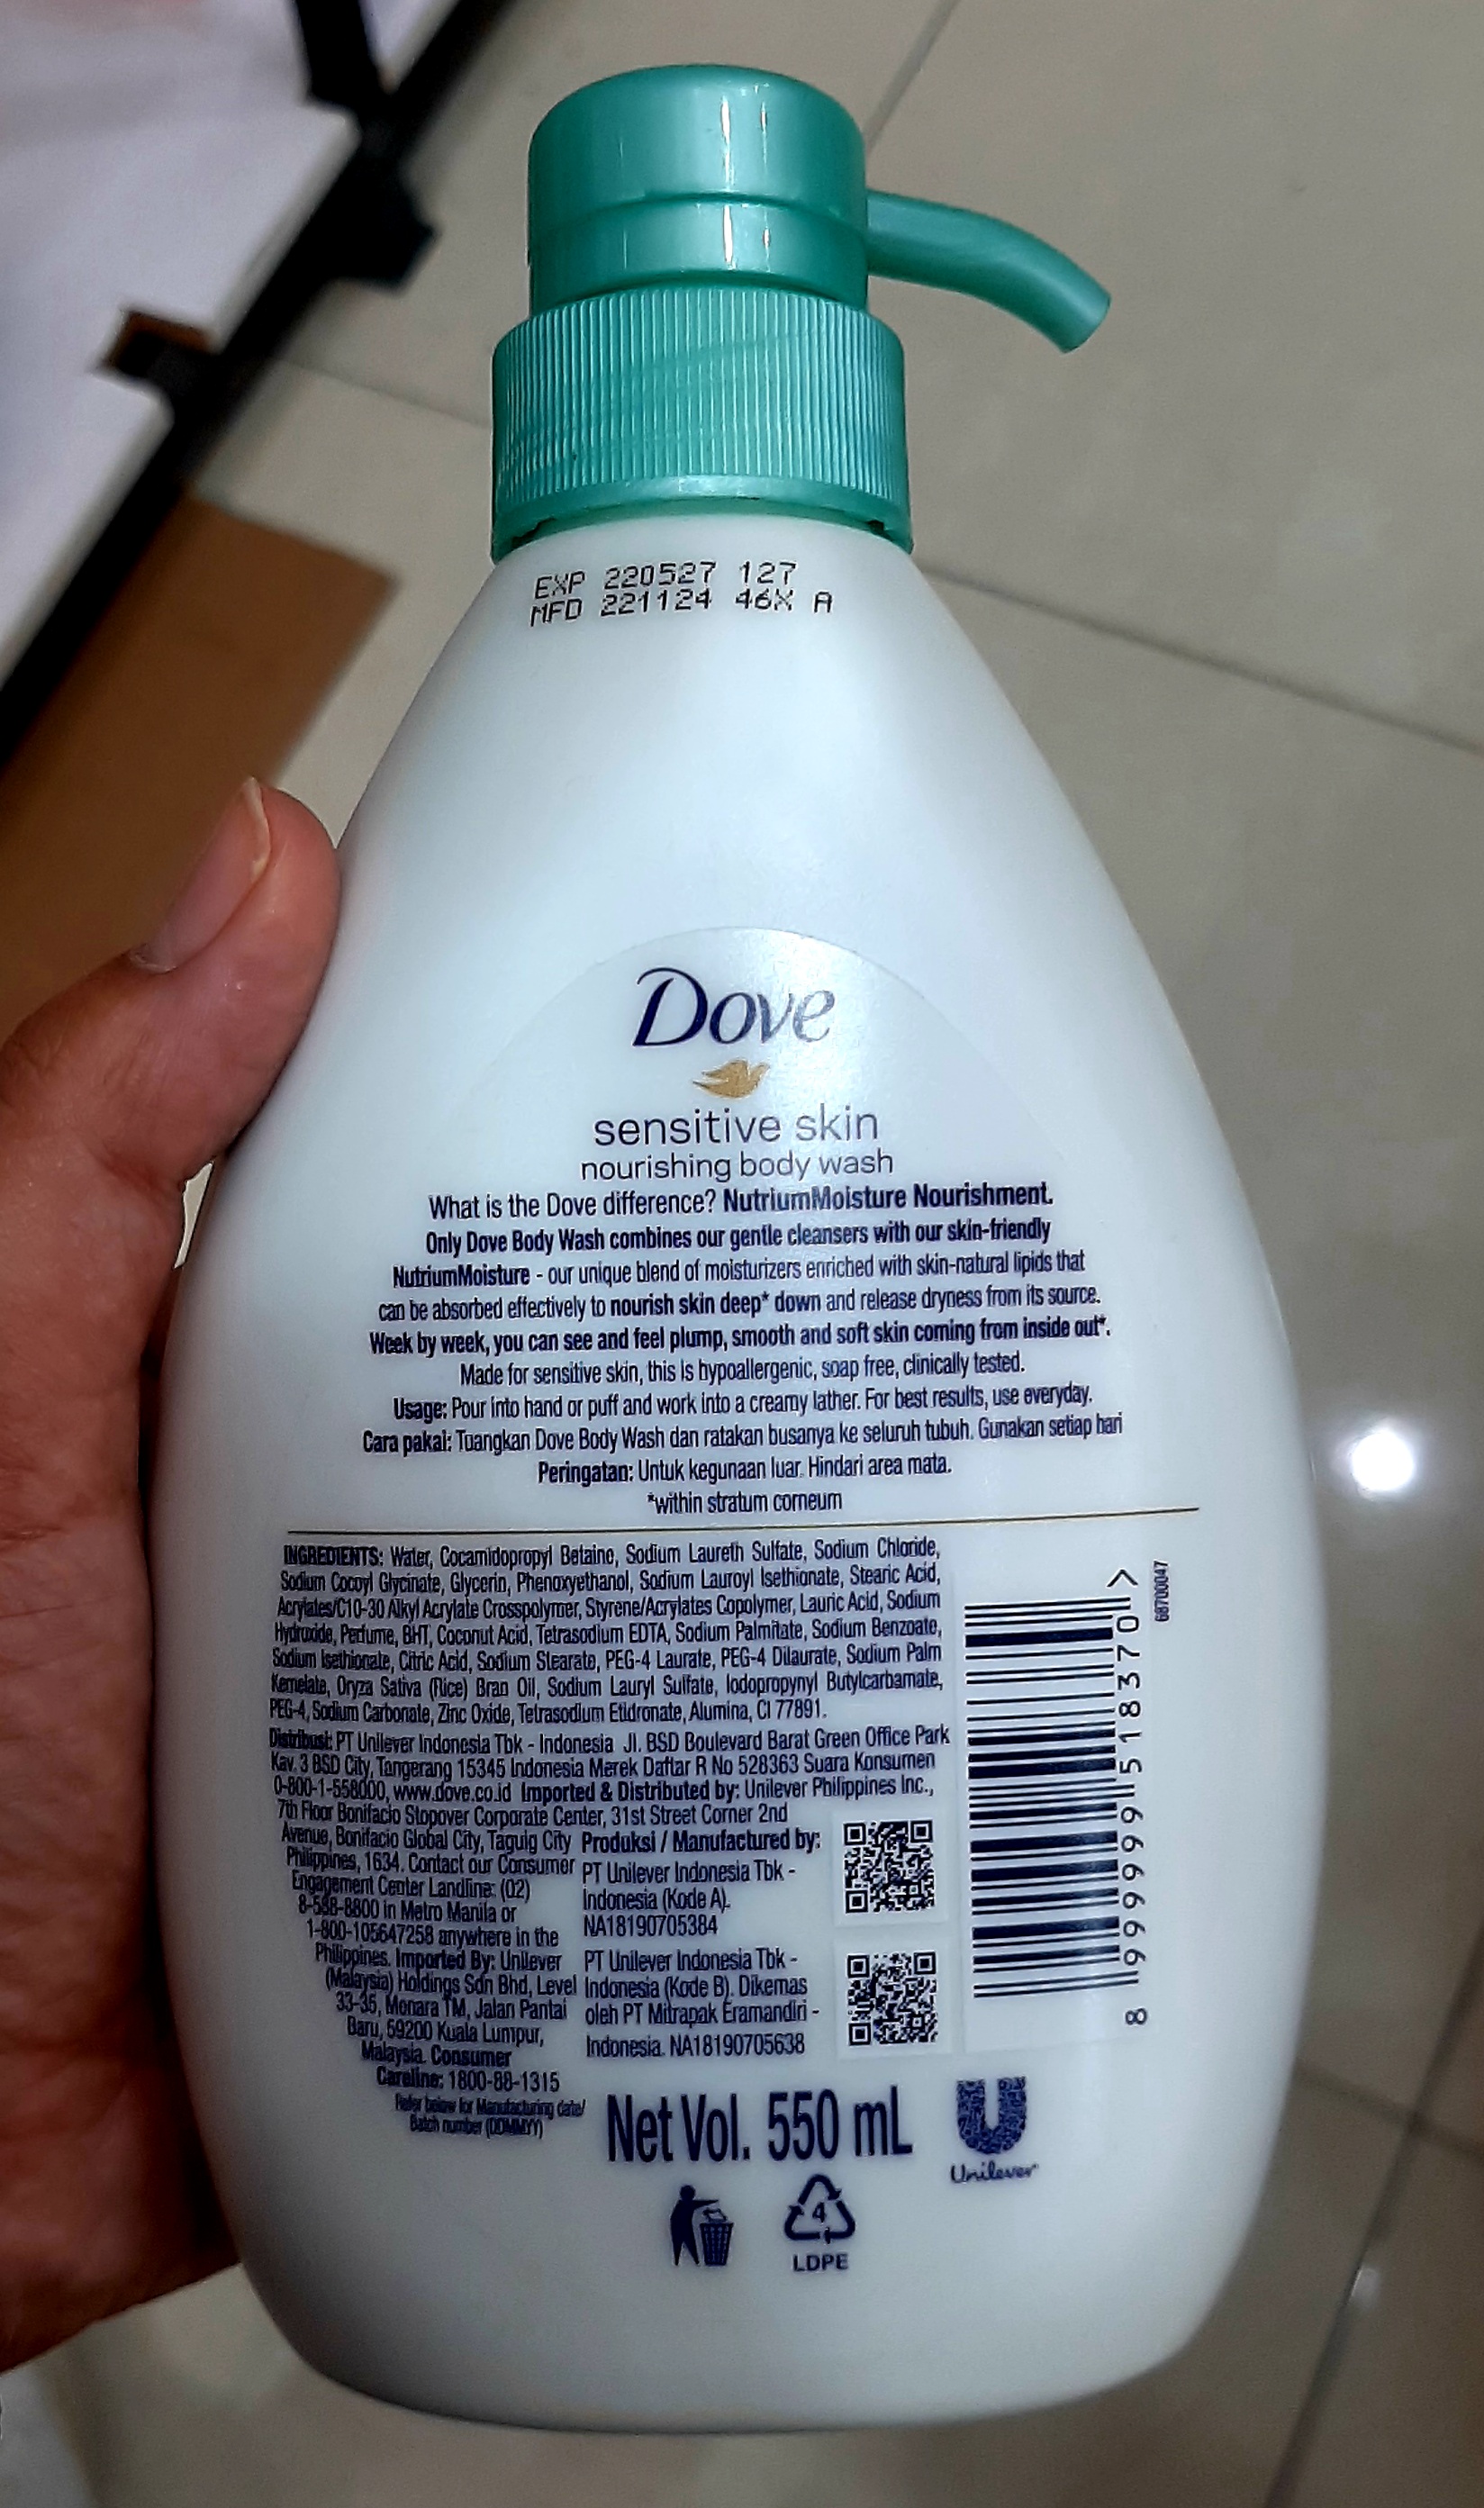 EXP 220527 127
MFD 221124 46X A
Dove
sensitive skin
nourishing body wash
What is the Dove difference? NutriumMoisture Nourishment.
Only Dove Body Wash combines our gentle cleansers with our skin-friendly
NutriumMoisture - our unique blend of moisturizers enriched with skin-natural lipids that
can be absorbed effectively to nourish skin deep* down and release dryness from its source.
Week by week, you can see and feel plump, smooth and soft skin coming from inside out*.
Made for sensitive skin, this is hypoallergenic, soap free, clinically tested.
Usage: Pour into hand or puff and work into a creamy lather. For best results, use everyday.
Cara pakai: Tuangkan Dove Body Wash dan ratakan busanya ke seluruh tubuh. Gunakan setiap hari
Peringatan: Untuk kegunaan luar. Hindari area mata.
*within stratum corneum
INGREDIENTS: Water, Cocamidopropyl Betaine, Sodium Laureth Sulfate, Sodium Chloride,
Sodium Cocoyl Glycinate, Glycerin, Phenoxyethanol, Sodium Lauroyl Isethionate, Stearic Acid,
Acrylates/C10-30 Alkyl Acrylate Crosspolymer, Styrene/Acrylates Copolymer, Lauric Acid, Sodium
Hydroxide, Perfume, BHT, Coconut Acid, Tetrasodium EDTA, Sodium Palmitate, Sodium Benzoate,
Sodium Isethionate, Citric Acid, Sodium Stearate, PEG-4 Laurate, PEG-4 Dilaurate, Sodium Palm
Kernelate, Oryza Sativa (Rice) Bran Oil, Sodium Lauryl Sulfate, Iodopropynyl Butylcarbamate,
PEG-4, Sodium Carbonate, Zinc Oxide, Tetrasodium Etidronate, Alumina, CI 77891.
Distribusi: PT Unilever Indonesia Tbk - Indonesia Jl. BSD Boulevard Barat Green Office Park
Kav. 3 BSD City, Tangerang 15345 Indonesia Merek Daftar R No 528363 Suara Konsumen
0-800-1-558000, www.dove.co.id Imported & Distributed by: Unilever Philippines Inc.,
7th Floor Bonifacio Stopover Corporate Center, 31st Street Corner 2nd
Avenue, Bonifacio Global City, Taguig City
Philippines, 1634. Contact our Consumer
Engagement Center Landline: (02)
8-588-8800 in Metro Manila or
1-800-105647258 anywhere in the
Philippines. Imported By: Unilever
(Malaysia) Holdings Sdn Bhd, Level
33-35, Menara TM, Jalan Pantai
Baru, 59200 Kuala Lumpur,
Malaysia. Consumer
Careline: 1800-88-1315
Refer below for Manufacturing date/
Batch number (DDMMYY)
Produksi / Manufactured by:
PT Unilever Indonesia Tbk -
Indonesia (Kode A).
NA18190705384
PT Unilever Indonesia Tbk -
Indonesia (Kode B). Dikemas
oleh PT Mitrapak Eramandiri -
Indonesia. NA18190705638
8 999999 518370 >
68700047
Net Vol. 550 mL
Unilever
4
LDPE